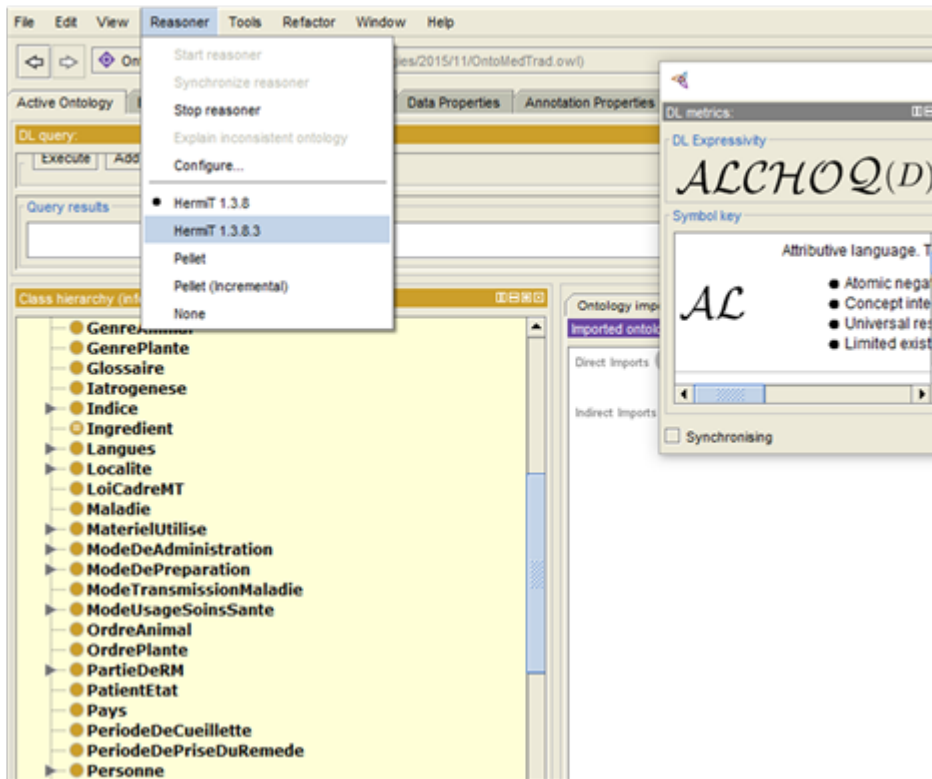 File Edit View Reasoner Tools Refactor Window Help
Start reasoner
Synchronize reasoner
Stop reasoner
Explain inconsistent ontology
Configure...
HermiT 1.3.8
HermiT 1.3.8.3
Pellet
Pellet (Incremental)
None
On
ies/2015/11/OntoMedTrad.owl)
Active Ontology Data Properties Annotation Properties
DL query:
Execute Add
Query results
Class hierarchy (inf
GenreAnimal
GenrePlante
Glossaire
Iatrogenese
Indice
Ingredient
Langues
Localite
LoiCadreMT
Maladie
MaterielUtilise
ModeDeAdministration
ModeDePreparation
ModeTransmissionMaladie
ModeUsageSoinsSante
OrdreAnimal
OrdrePlante
PartieDeRM
PatientEtat
Pays
PeriodeDeCueillette
PeriodeDePriseDuRemede
Personne
Ontology imp
Imported ontolo
Direct Imports
Indirect Imports
DL metrics:
DL Expressivity
ALCHOQ(D)
Symbol key
Attributive language. T
AL
Atomic nega
Concept inte
Universal res
Limited exist
Synchronising